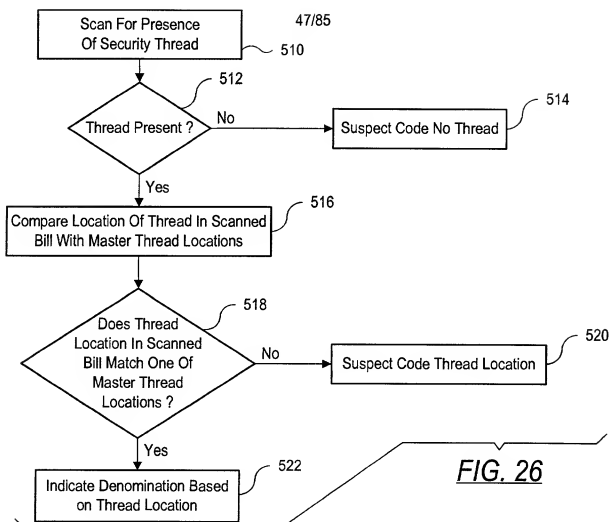 Scan For Presence
Of Security Thread
510
47/85
512
Thread Present ?
No
514
Suspect Code No Thread
Yes
516
Compare Location Of Thread In Scanned
Bill With Master Thread Locations
518
Does Thread
Location In Scanned
Bill Match One Of
Master Thread
Locations ?
No
520
Suspect Code Thread Location
Yes
522
Indicate Denomination Based
on Thread Location
FIG. 26